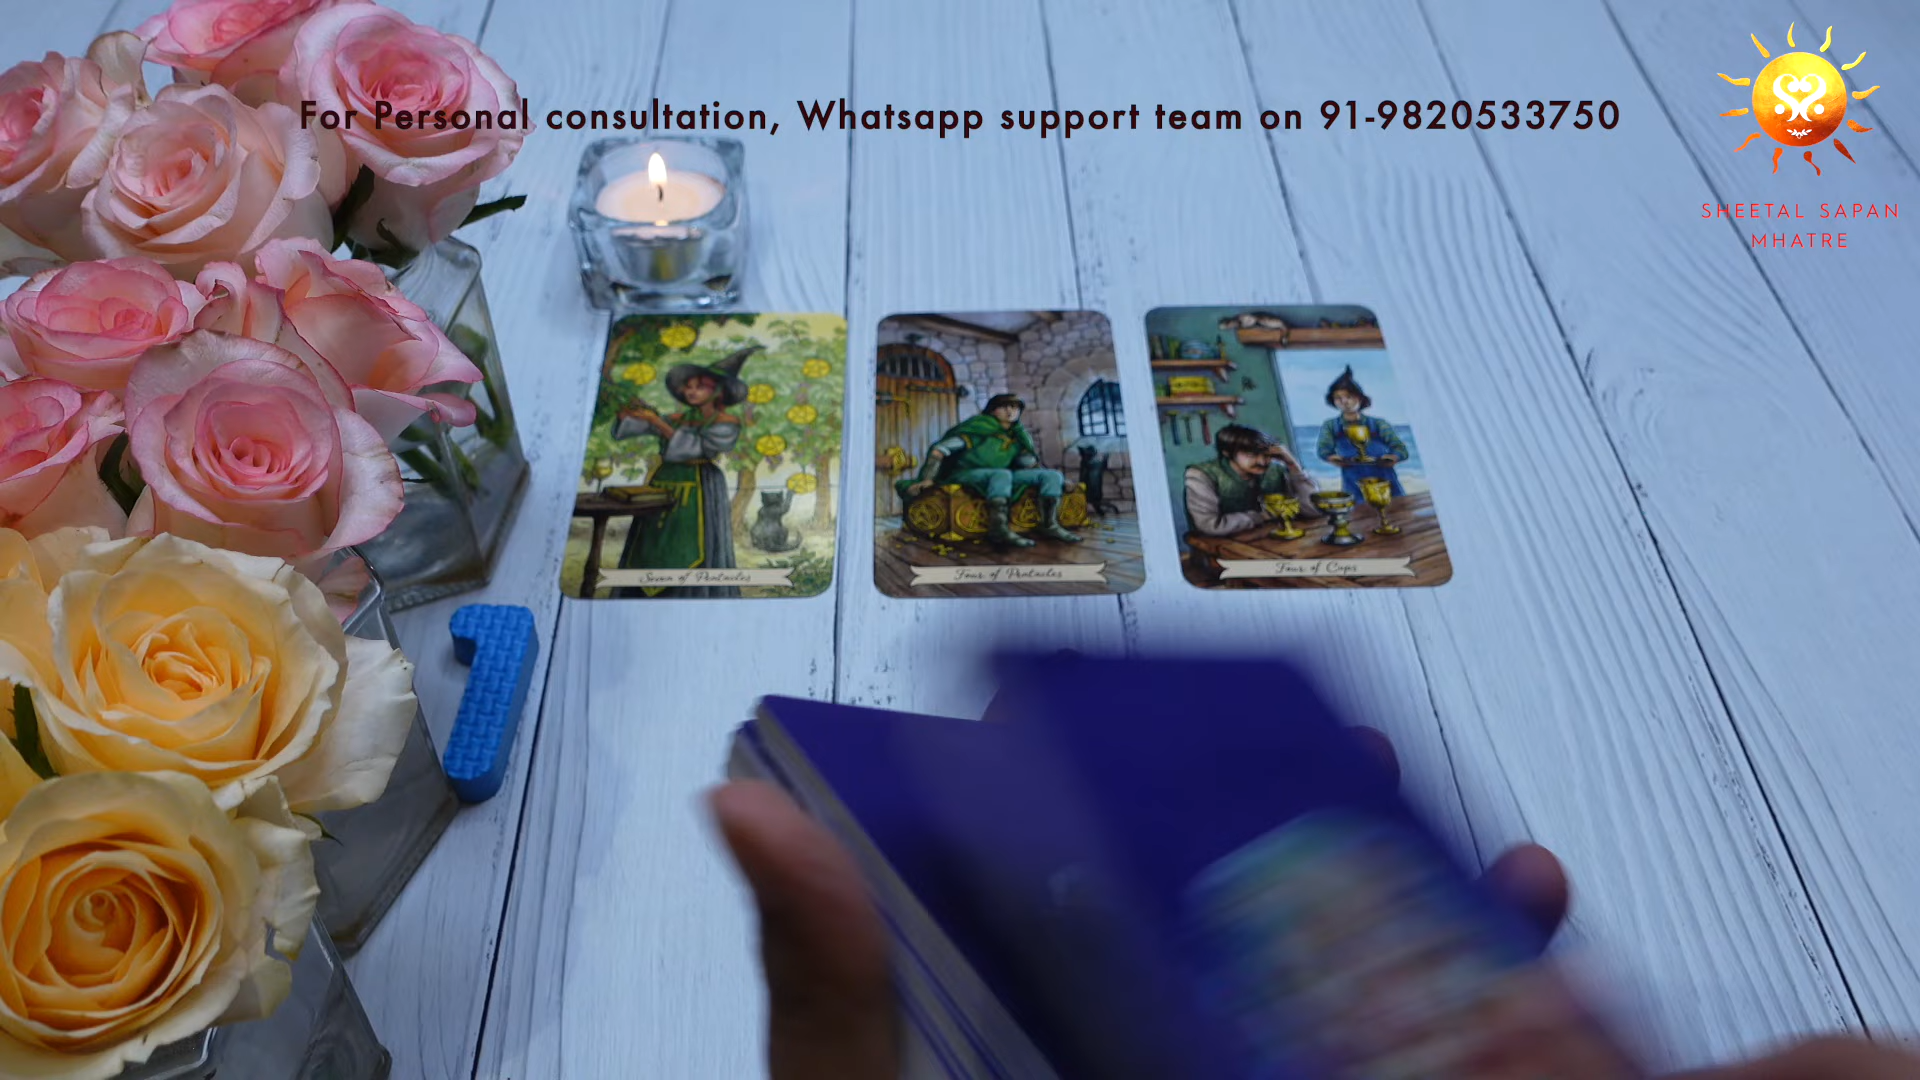 For Personal consultation, Whatsapp support team on 91-9820533750
SHEETAL SAPAN
MHATRE
1
Seven of Pentacles
Four of Pentacles
Four of Cups